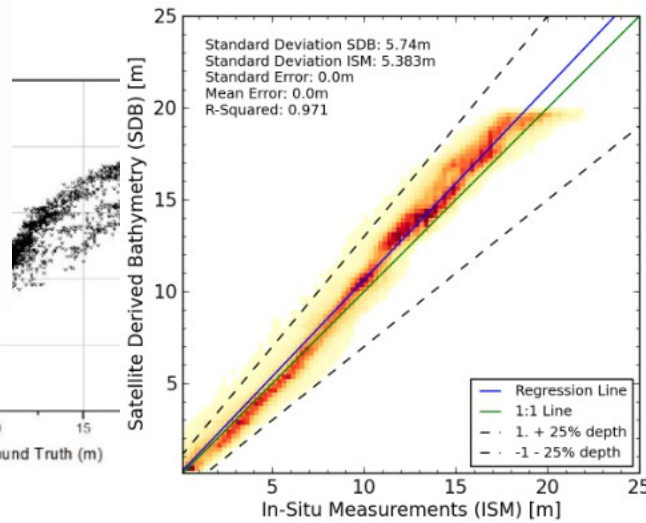 Standard Deviation SDB: 5.74m
Standard Deviation ISM: 5.383m
Standard Error: 0.0m
Mean Error: 0.0m
R-Squared: 0.971
Satellite Derived Bathymetry (SDB) [m]
25
20
15
10
5
Regression Line
1:1 Line
1. + 25% depth
-1 - 25% depth
5
10
15
20
25
In-Situ Measurements (ISM) [m]
15
Truth (m)